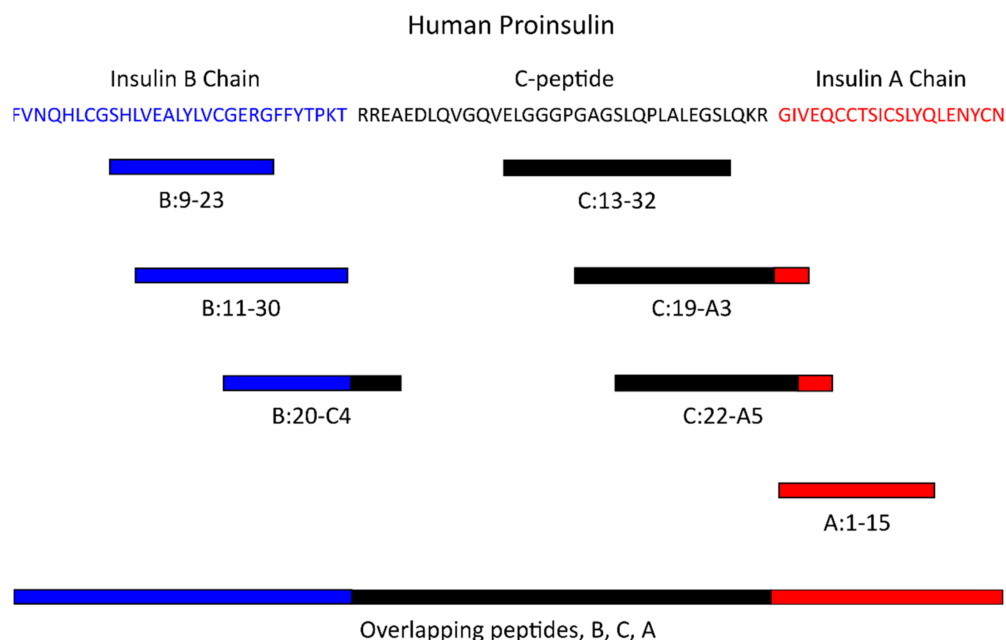 Human Proinsulin
Insulin B Chain C-peptide Insulin A Chain
FVNQHLCGSHLVEALYLVCGERGFFYTPKT RREAEDLQVGQVELGGGPGAGSLQPLALEGSLQKR GIVEQCCTSICSLYQLENYCN
B:9-23 C:13-32
B:11-30 C:19-A3
B:20-C4 C:22-A5
A:1-15
Overlapping peptides, B, C, A